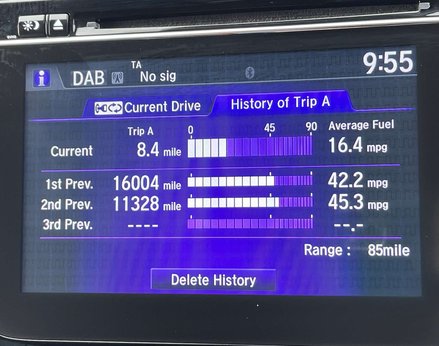 TA
DAB No sig 9:55
Current Drive History of Trip A
Trip A 0 45 90 Average Fuel
Current 8.4 mile 16.4 mpg
1st Prev. 16004 mile 42.2 mpg
2nd Prev. 11328 mile 45.3 mpg
3rd Prev. ---- --.-
Range : 85mile
Delete History